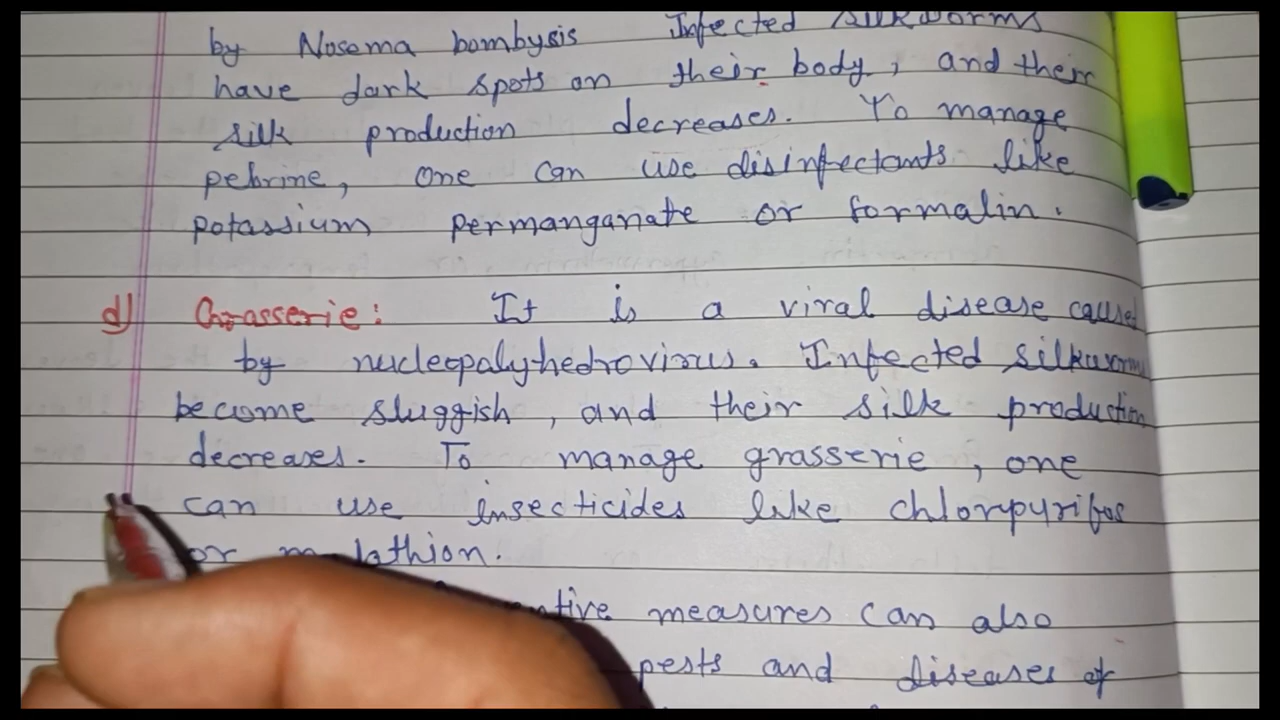 by Nosema bombysis Infected silkworms
have dark spots on their body, and their
silk production decreases. To manage
pebrine, one can use disinfectants like
potassium permanganate or formalin.
d) Grasserie: It is a viral disease caused
by nucleopalyhedrovirus. Infected silkworms
become sluggish, and their silk production
decreases. To manage grasserie, one
can use insecticides like chlorpyrifos
or malathion.
measures can also
pests and diseases of